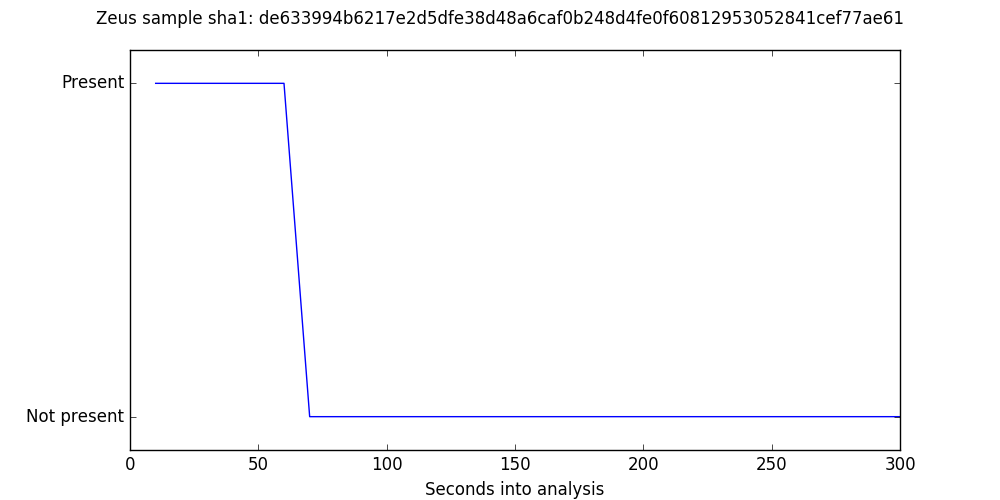 Zeus sample sha1: de633994b6217e2d5dfe38d48a6caf0b248d4fe0f60812953052841cef77ae61
Present
Not present
0 50 100 150 200 250 300
Seconds into analysis